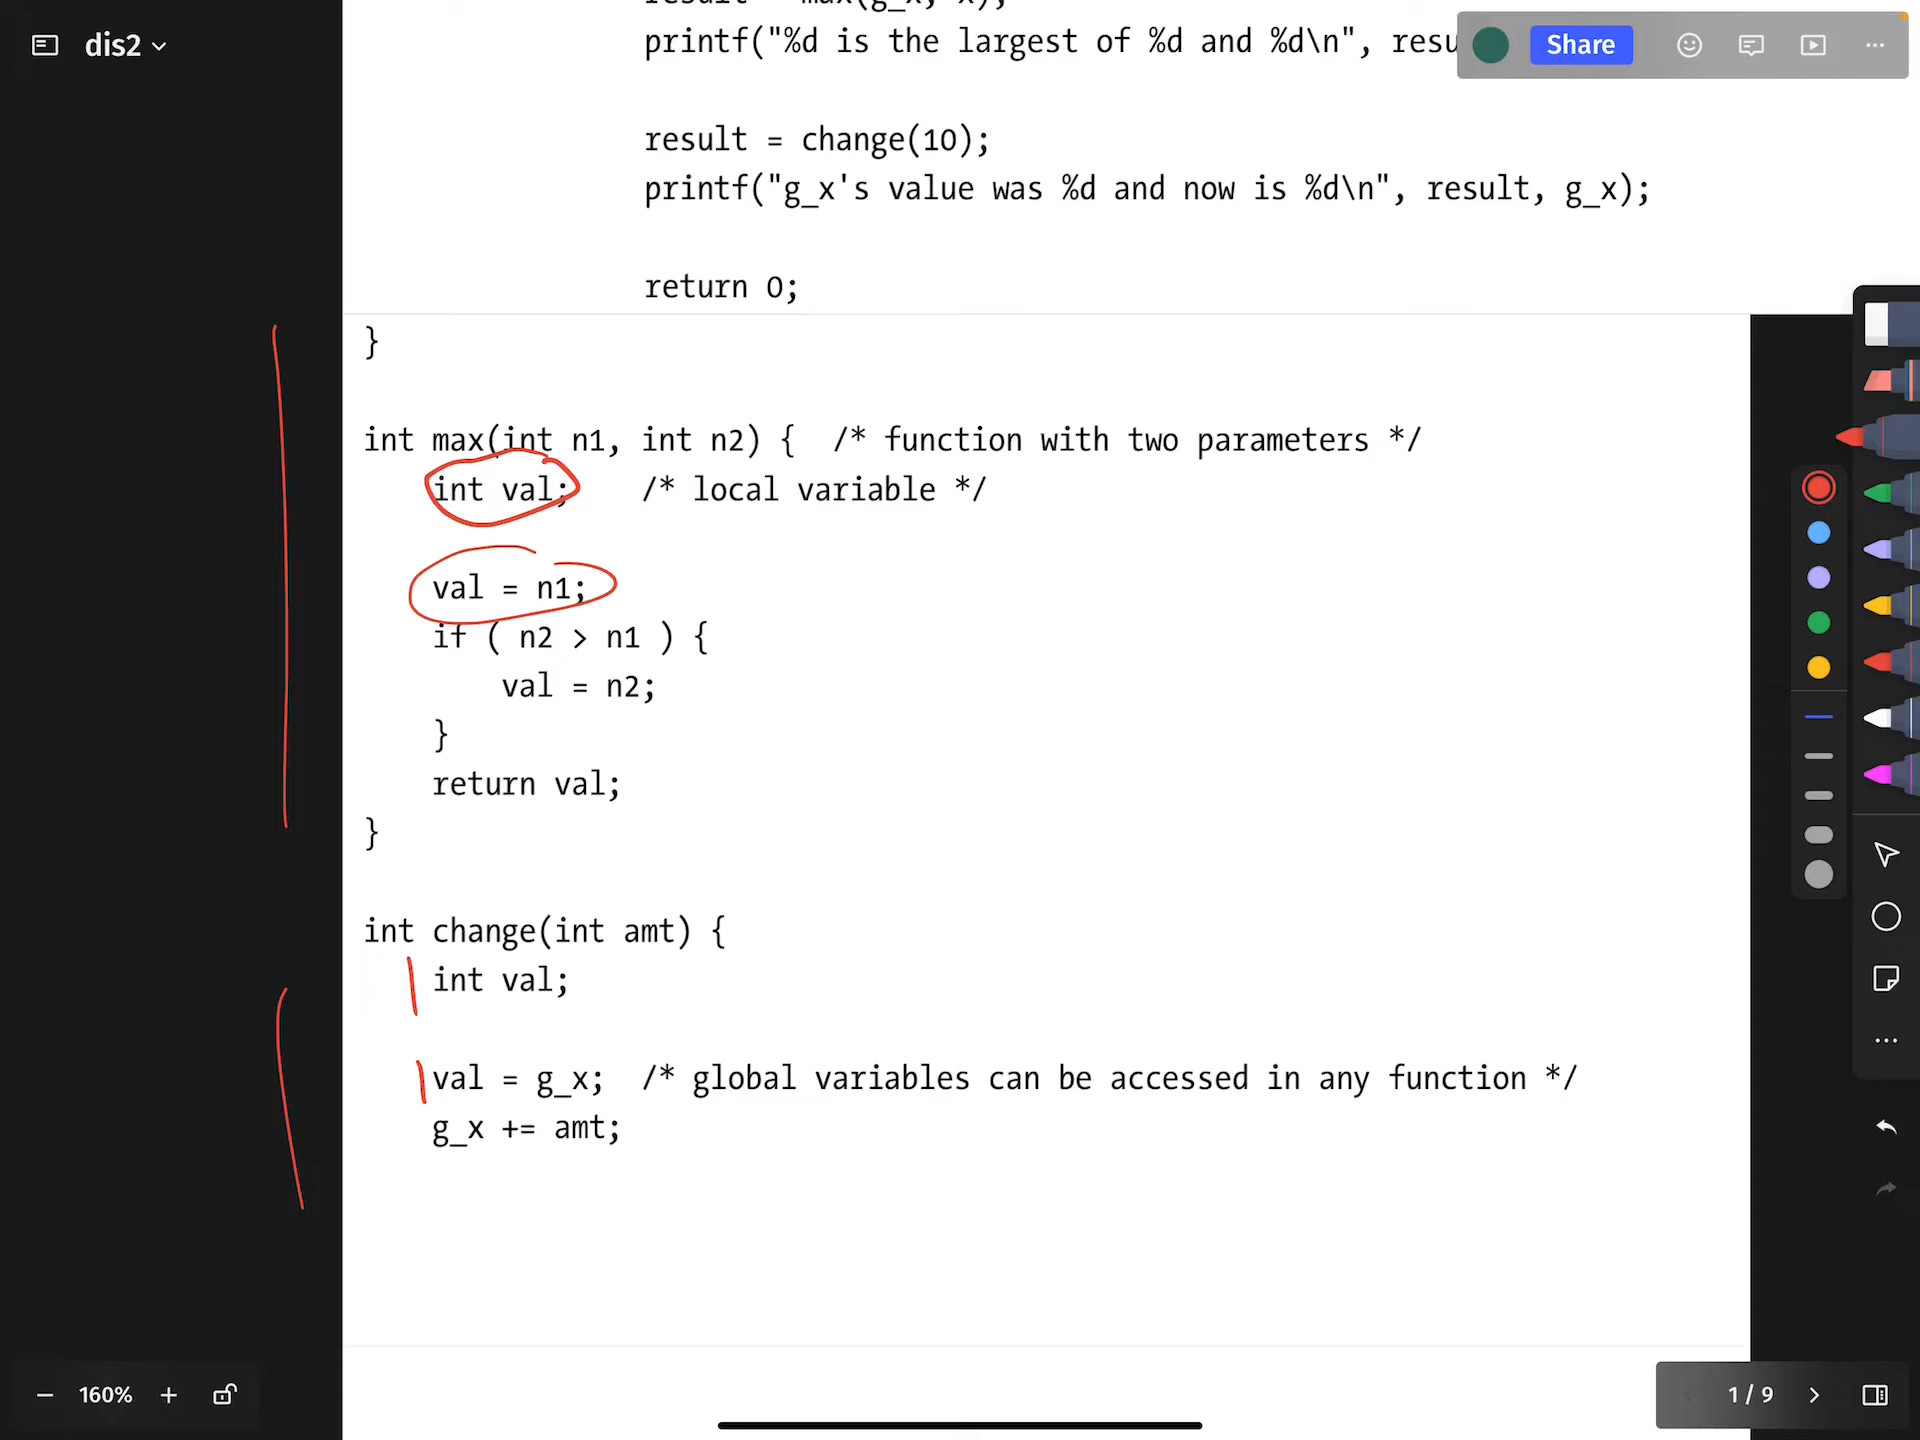 dis2
result = max(g_x, x);
printf("%d is the largest of %d and %d\n", resu
Share
result = change(10);
printf("g_x's value was %d and now is %d\n", result, g_x);
return 0;
}
int max(int n1, int n2) {  /* function with two parameters */
int val;    /* local variable */
val = n1;
if ( n2 > n1 ) {
val = n2;
}
return val;
}
int change(int amt) {
int val;
val = g_x;  /* global variables can be accessed in any function */
g_x += amt;
160%
1 / 9